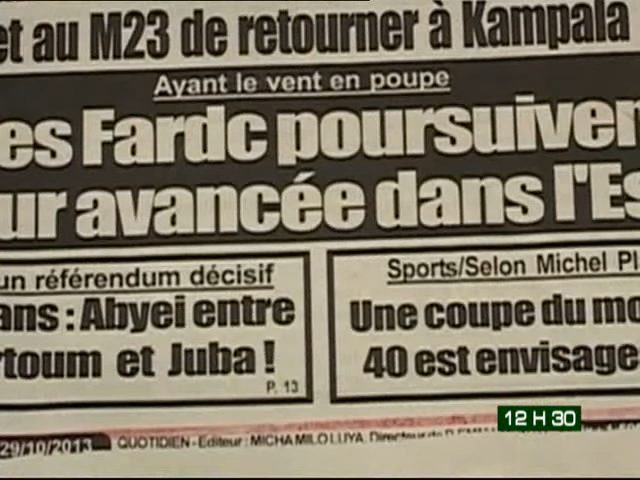 et au M23 de retourner à Kampala
Ayant le vent en poupe
es Fardc poursuiven
ur avancée dans l'Es
un référendum décisif
ans : Abyei entre
rtoum et Juba !
P. 13
Sports/Selon Michel Pl
Une coupe du mo
40 est envisage
12 H 30
29/10/2013
QUOTIDIEN - Editeur : MICHA MILO LUYA, Directeur de